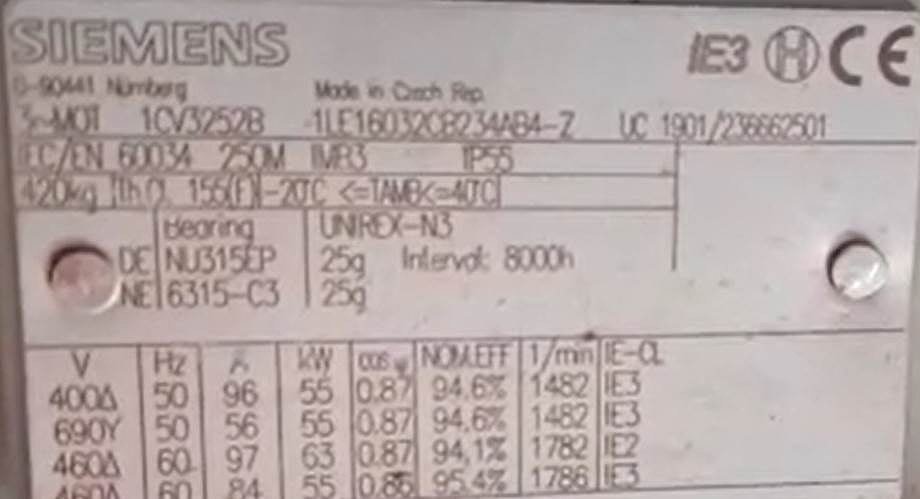 SIEMENS IE3 H CE
D-90441 Nürnberg Made in Czech Rep.
3~MOT 1CV3252B 1LE16032CB234AB4-Z UC 1901/236662501
IEC/EN 60034 250M IMB3 IP55
420kg Th.Cl. 155(F) -20°C <=TAMB<=40°C
Bearing UNIREX-N3
DE NU315EP 25g Interval: 8000h
NE 6315-C3 25g
V Hz A kW cosφ NOM.EFF 1/min IE-CL
400Δ 50 96 55 0.87 94.6% 1482 IE3
690Y 50 56 55 0.87 94.6% 1482 IE3
460Δ 60 97 63 0.87 94,1% 1782 IE2
460Δ 60 84 55 0.86 95.4% 1786 IE3